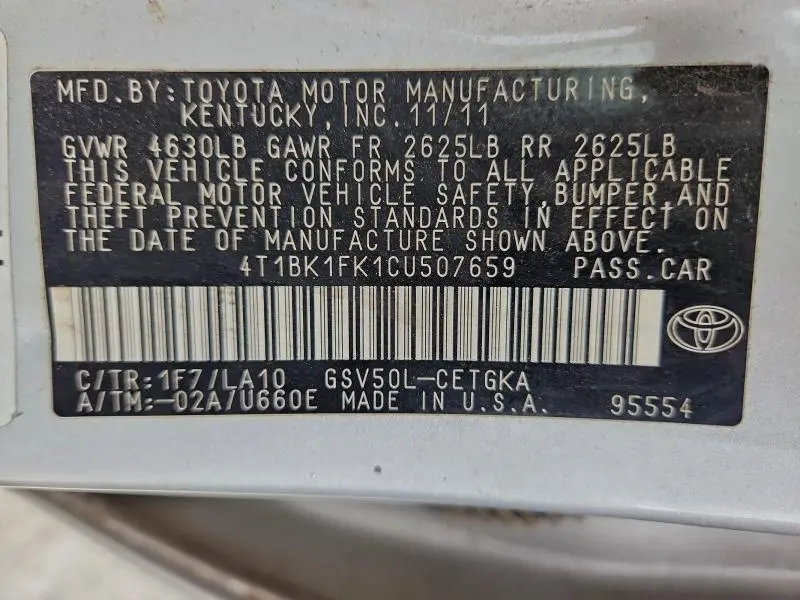 MFD.BY:TOYOTA MOTOR MANUFACTURING,
KENTUCKY,INC.11/11
GVWR 4630LB GAWR FR 2625LB RR 2625LB
THIS VEHICLE CONFORMS TO ALL APPLICABLE
FEDERAL MOTOR VEHICLE SAFETY,BUMPER,AND
THEFT PREVENTION STANDARDS IN EFFECT ON
THE DATE OF MANUFACTURE SHOWN ABOVE.
4T1BK1FK1CU507659 PASS.CAR
C/TR:1F7/LA10 GSV50L-CETGKA
A/TM:-02A/U660E MADE IN U.S.A. 95554